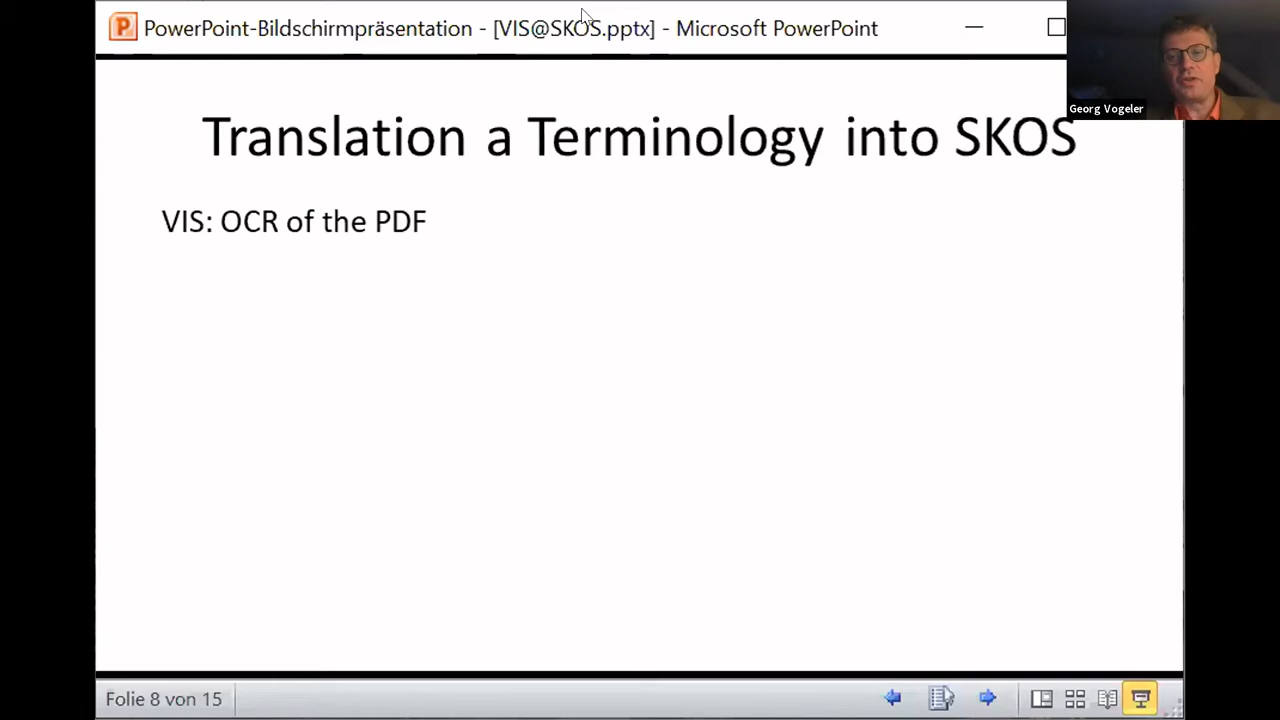 PowerPoint-Bildschirmpräsentation - [VIS@SKOS.pptx] - Microsoft PowerPoint
Georg Vogeler
Translation a Terminology into SKOS
VIS: OCR of the PDF
Folie 8 von 15